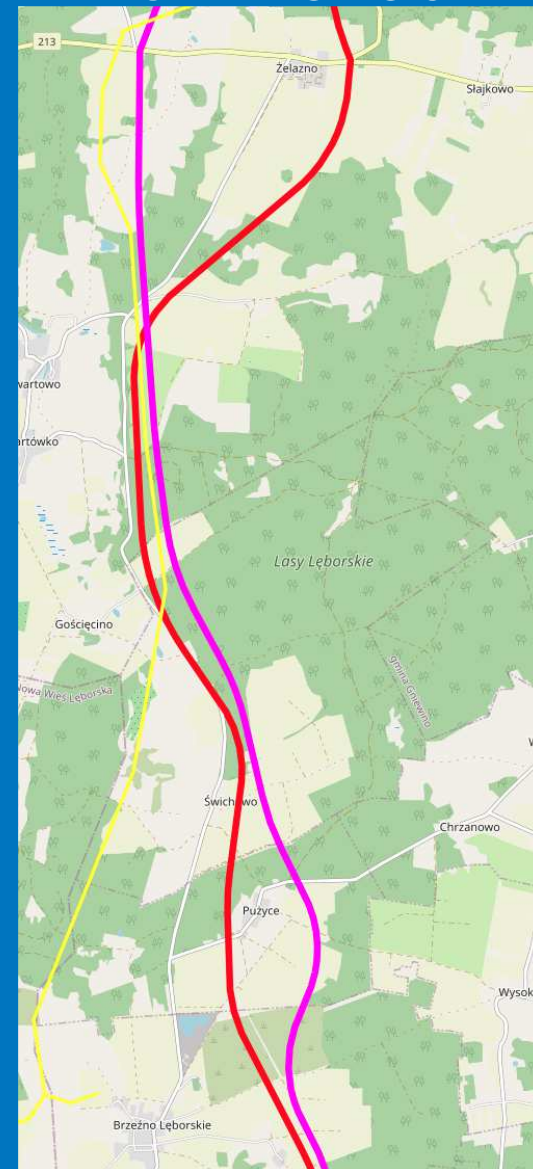 213
Żelazno
Słajkowo
wartowo
artówko
Lasy Lęborskie
Gościęcino
gmina Gniewino
Nowa Wieś Lęborska
Świchowo
Chrzanowo
Pużyce
Wysok
Brzeźno Lęborskie